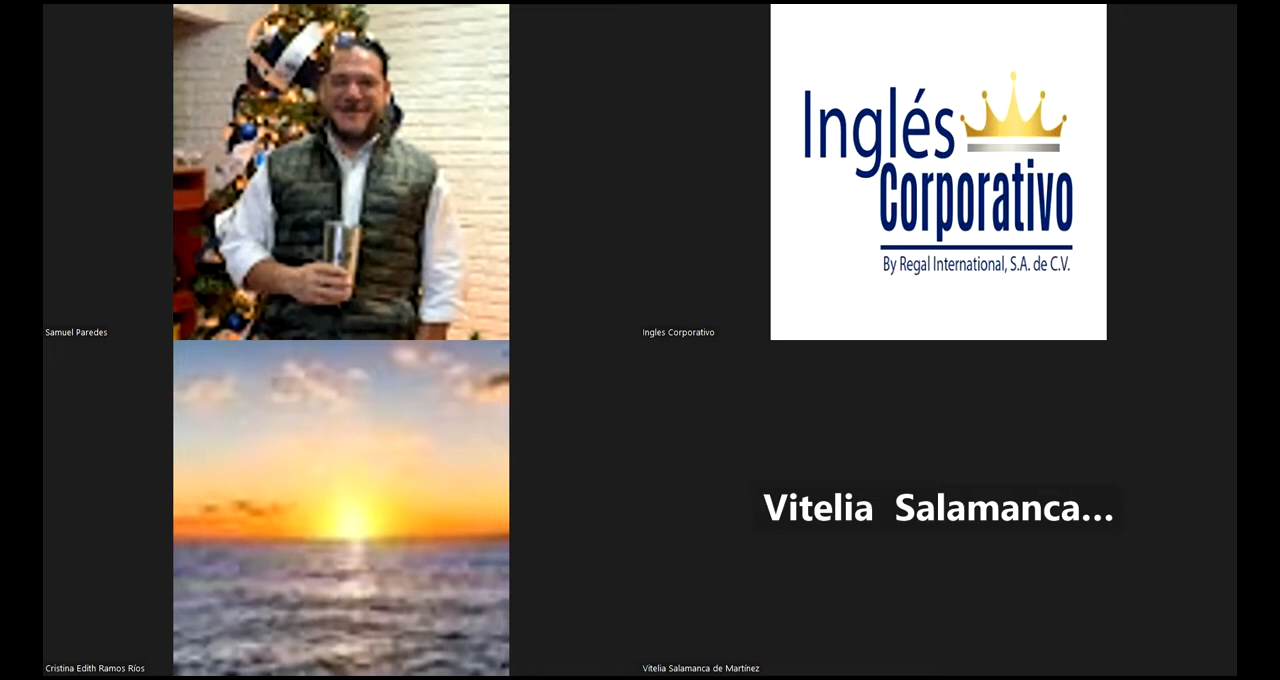 Inglés
Corporativo
By Regal International, S.A. de C.V.
Samuel Paredes
Ingles Corporativo
Vitelia Salamanca...
Cristina Edith Ramos Ríos
Vitelia Salamanca de Martínez